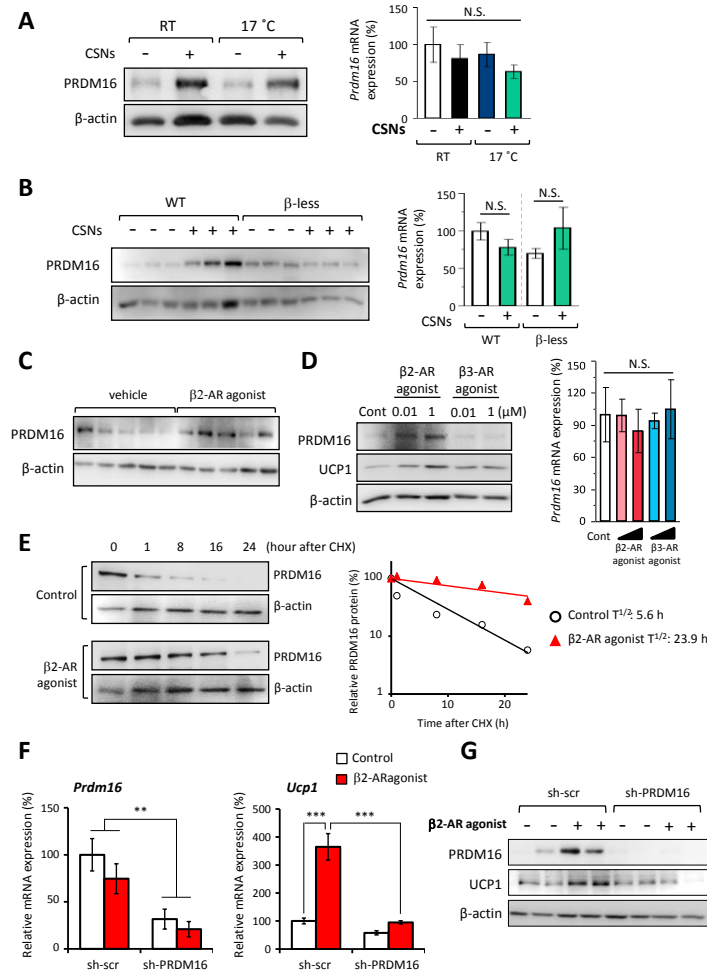 A
RT 17 ˚C
CSNs – + – +
PRDM16
β-actin
Prdm16 mRNA
expression (%)
N.S.
150
100
50
0
CSNs – + – +
RT 17 ˚C
B
WT β-less
CSNs – – – + + + – – – + + +
PRDM16
β-actin
Prdm16 mRNA
expression (%)
N.S. N.S.
150
100
50
0
CSNs – + – +
WT β-less
C
vehicle β2-AR agonist
PRDM16
β-actin
D
β2-AR agonist β3-AR agonist
Cont 0.01 1 0.01 1 (μM)
PRDM16
UCP1
β-actin
Prdm16 mRNA expression (%)
N.S.
150
120
90
60
30
0
Cont
β2-AR agonist β3-AR agonist
E
0 1 8 16 24 (hour after CHX)
Control
PRDM16
β-actin
β2-AR agonist
PRDM16
β-actin
Relative PRDM16 protein (%)
100
10
1
0 10 20
Time after CHX (h)
Control T1/2: 5.6 h
β2-AR agonist T1/2: 23.9 h
F
Control
β2-ARagonist
Prdm16
Relative mRNA expression (%)
150
100
50
0
**
sh-scr sh-PRDM16
Ucp1
Relative mRNA expression (%)
500
400
300
200
100
0
*** ***
sh-scr sh-PRDM16
G
sh-scr sh-PRDM16
β2-AR agonist – – + + – – + +
PRDM16
UCP1
β-actin